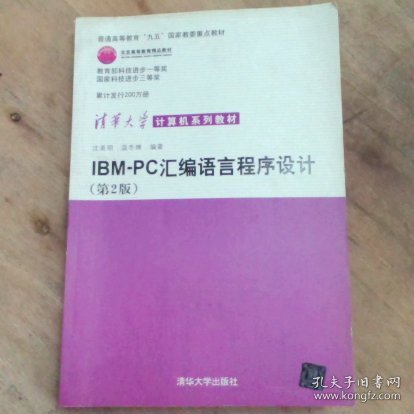 普通高等教育"九五"国家教委重点教材
北京高等教育精品教材
教育部科技进步一等奖
国家科技进步三等奖
累计发行200万册
清华大学 计算机系列教材
沈美明 温冬婵 编著
IBM-PC汇编语言程序设计
(第2版)
清华大学出版社
孔夫子旧书网
kongfz.com